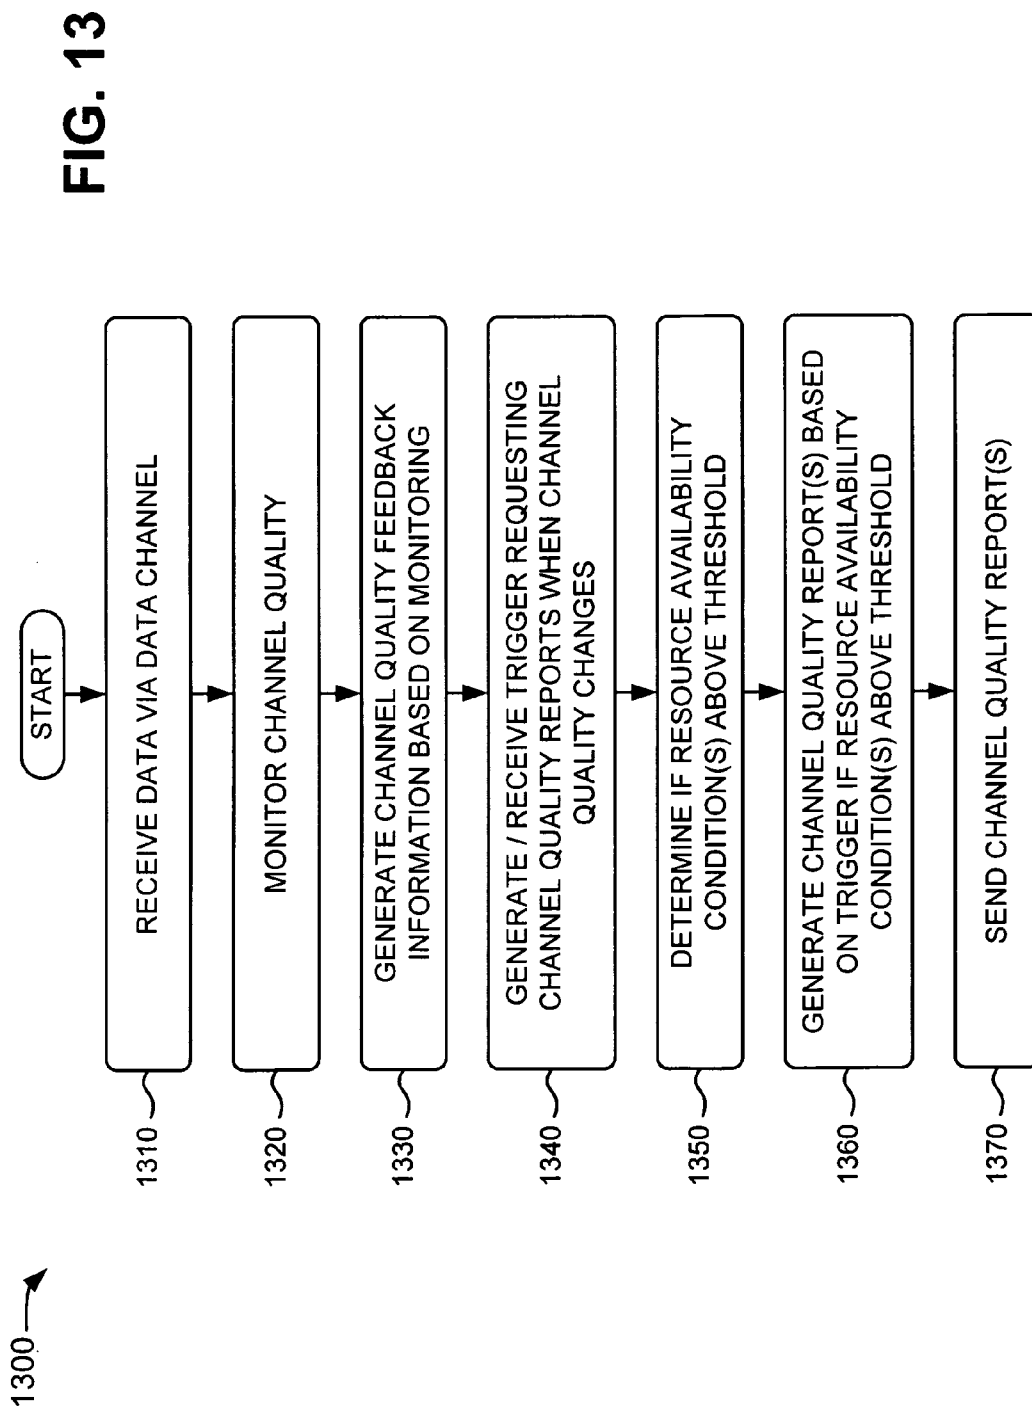 FIG. 13
1300
START
1310
RECEIVE DATA VIA DATA CHANNEL
1320
MONITOR CHANNEL QUALITY
1330
GENERATE CHANNEL QUALITY FEEDBACK
INFORMATION BASED ON MONITORING
1340
GENERATE / RECEIVE TRIGGER REQUESTING
CHANNEL QUALITY REPORTS WHEN CHANNEL
QUALITY CHANGES
1350
DETERMINE IF RESOURCE AVAILABILITY
CONDITION(S) ABOVE THRESHOLD
1360
GENERATE CHANNEL QUALITY REPORT(S) BASED
ON TRIGGER IF RESOURCE AVAILABILITY
CONDITION(S) ABOVE THRESHOLD
1370
SEND CHANNEL QUALITY REPORT(S)